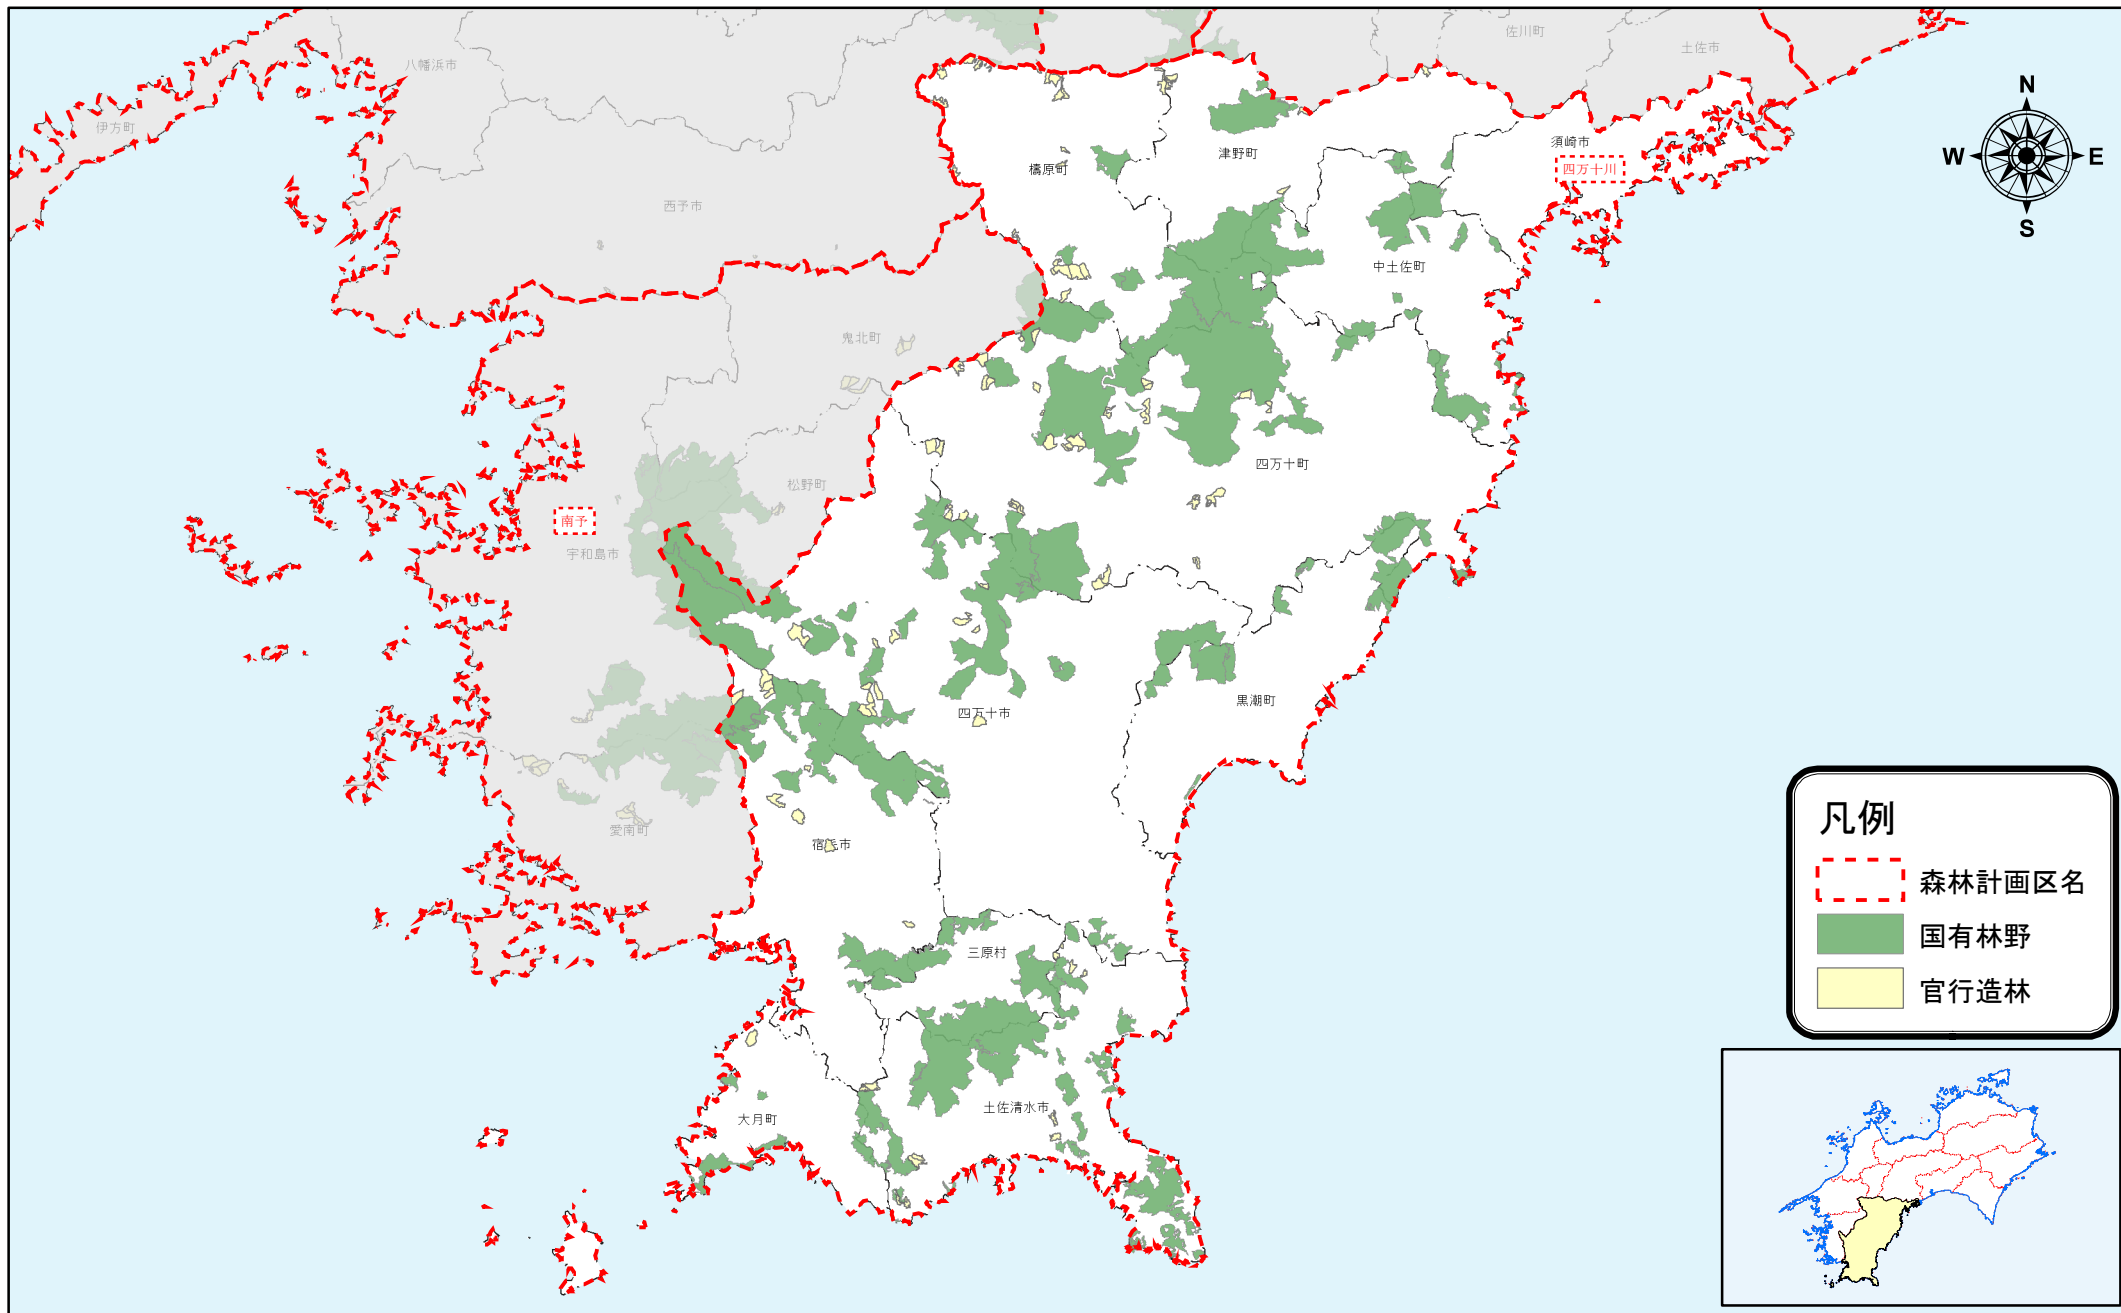 佐川町
土佐市
八幡浜市
伊方町
N
W
E
S
須崎市
四万十川
津野町
檮原町
西予市
中土佐町
鬼北町
四万十町
松野町
南予
宇和島市
黒潮町
四万十市
愛南町
宿毛市
三原村
土佐清水市
大月町
凡例
森林計画区名
国有林野
官行造林